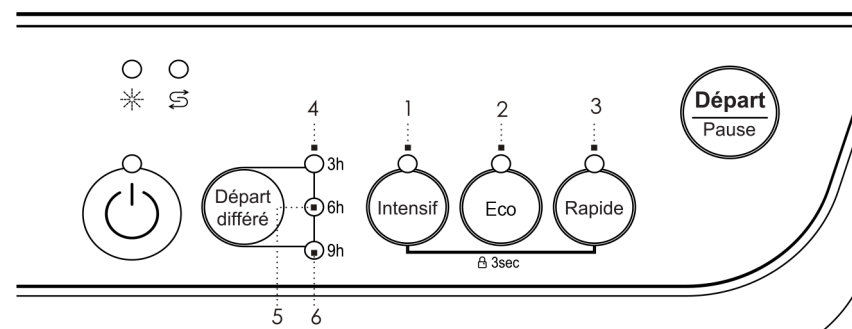 Départ
Pause
4
1
2
3
3h
Départ
différé
6h
Intensif
Eco
Rapide
9h
3sec
5
6